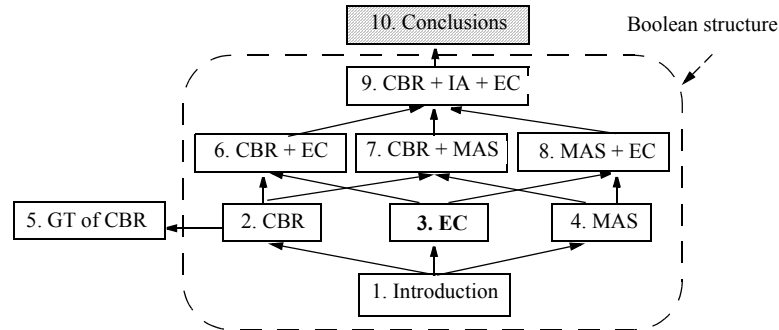 10. Conclusions
Boolean structure
9. CBR + IA + EC
6. CBR + EC
7. CBR + MAS
8. MAS + EC
5. GT of CBR
2. CBR
3. EC
4. MAS
1. Introduction